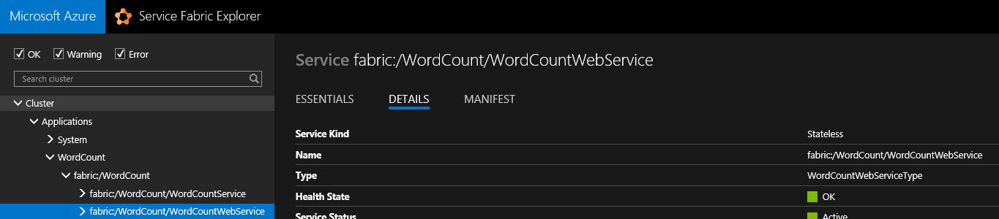 Microsoft Azure Service Fabric Explorer
OK Warning Error
Search cluster
Cluster
Applications
System
WordCount
fabric:/WordCount
fabric:/WordCount/WordCountService
fabric:/WordCount/WordCountWebService
Service fabric:/WordCount/WordCountWebService
ESSENTIALS DETAILS MANIFEST
Service Kind Stateless
Name fabric:/WordCount/WordCountWebService
Type WordCountWebServiceType
Health State OK
Service Status Active